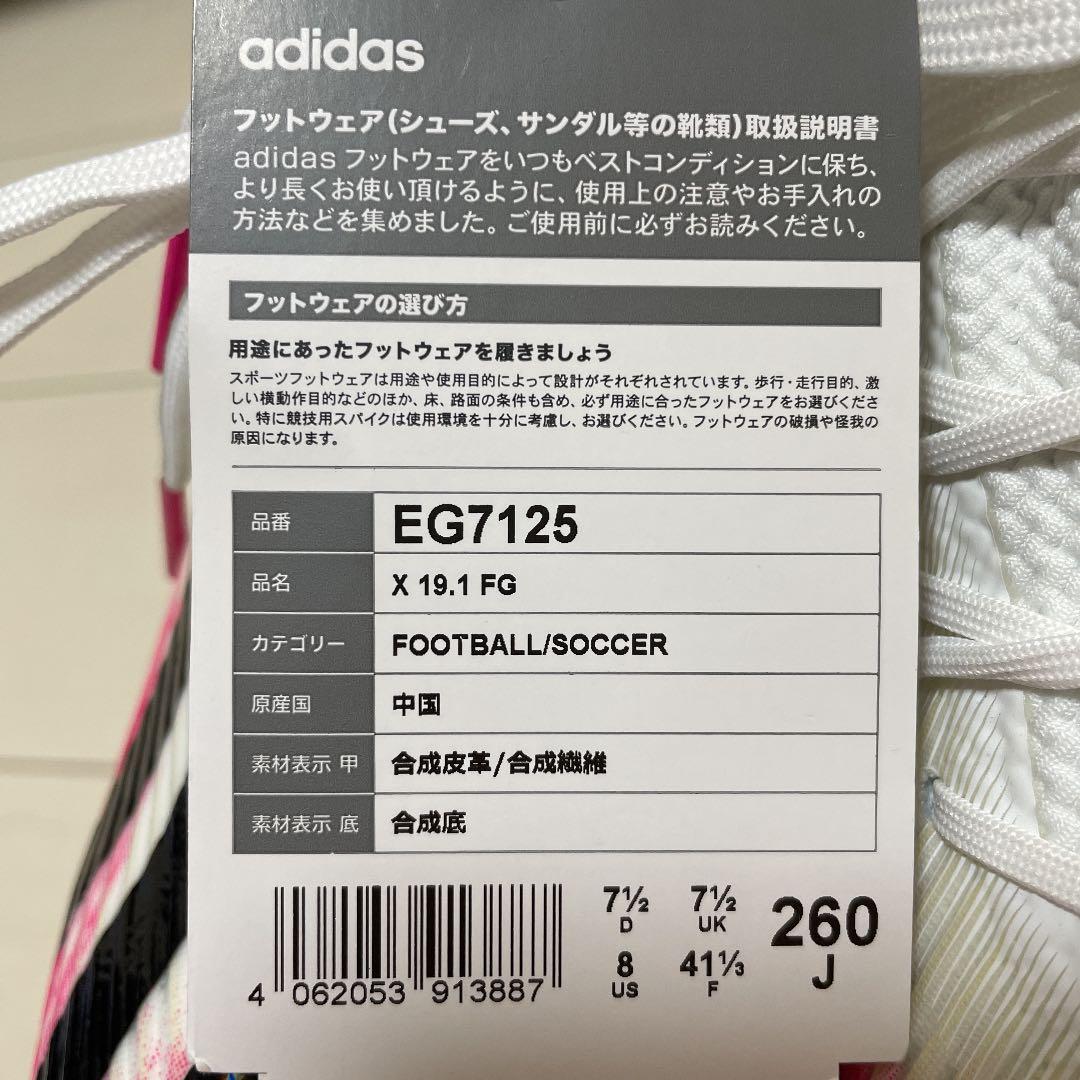 adidas
フットウェア(シューズ、サンダル等の靴類)取扱説明書
adidas フットウェアをいつもベストコンディションに保ち、
より長くお使い頂けるように、使用上の注意やお手入れの
方法などを集めました。ご使用前に必ずお読みください。
フットウェアの選び方
用途にあったフットウェアを履きましょう
スポーツフットウェアは用途や使用目的によって設計がそれぞれされています。歩行・走行目的、激
しい横動作目的などのほか、床、路面の条件も含め、必ず用途に合ったフットウェアをお選びくださ
い。特に競技用スパイクは使用環境を十分に考慮し、お選びください。フットウェアの破損や怪我の
原因になります。
品番 EG7125
品名 X 19.1 FG
カテゴリー FOOTBALL/SOCCER
原産国 中国
素材表示 甲 合成皮革/合成繊維
素材表示 底 合成底
7½ 7½ 260
D UK J
8 41⅓
US F
4 062053 913887